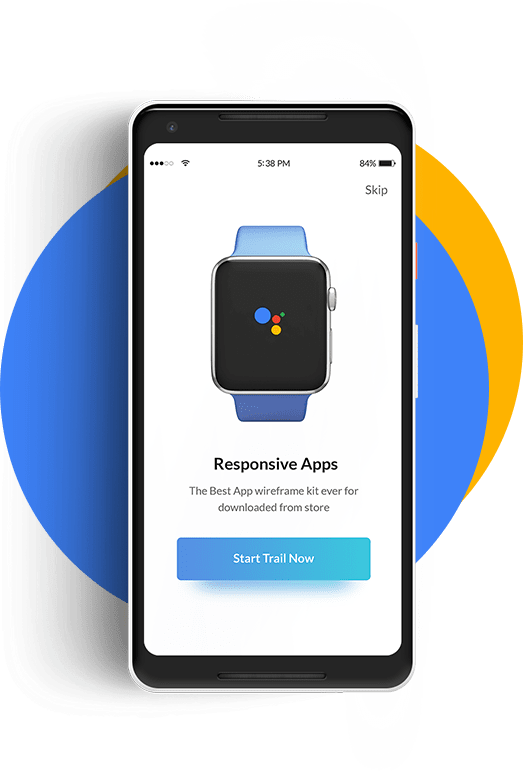 5:38 PM
84%
Skip
Responsive Apps
The Best App wireframe kit ever for
downloaded from store
Start Trail Now